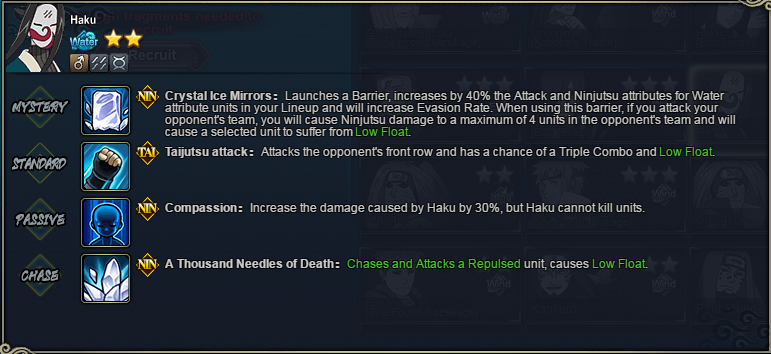 Haku
Water
Recruit
MYSTERY
NIN
Crystal Ice Mirrors: Launches a Barrier, increases by 40% the Attack and Ninjutsu attributes for Water
attribute units in your Lineup and will increase Evasion Rate. When using this barrier, if you attack your
opponent's team, you will cause Ninjutsu damage to a maximum of 4 units in the opponent's team and will
cause a selected unit to suffer from Low Float.
STANDARD
TAI
Taijutsu attack: Attacks the opponent's front row and has a chance of a Triple Combo and Low Float.
PASSIVE
NIN
Compassion: Increase the damage caused by Haku by 30%, but Haku cannot kill units.
CHASE
NIN
A Thousand Needles of Death: Chases and Attacks a Repulsed unit, causes Low Float.